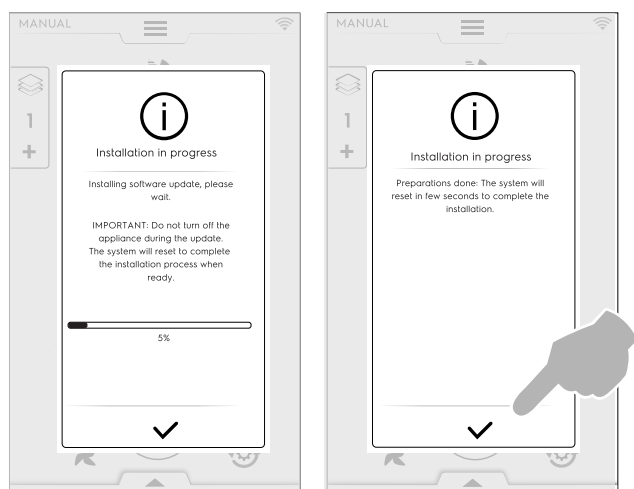 MANUAL
1
+
i
Installation in progress
Installing software update, please
wait.
IMPORTANT: Do not turn off the
appliance during the update.
The system will reset to complete
the installation process when
ready.
5%
MANUAL
1
+
i
Installation in progress
Preparations done: The system will
reset in few seconds to complete the
installation.